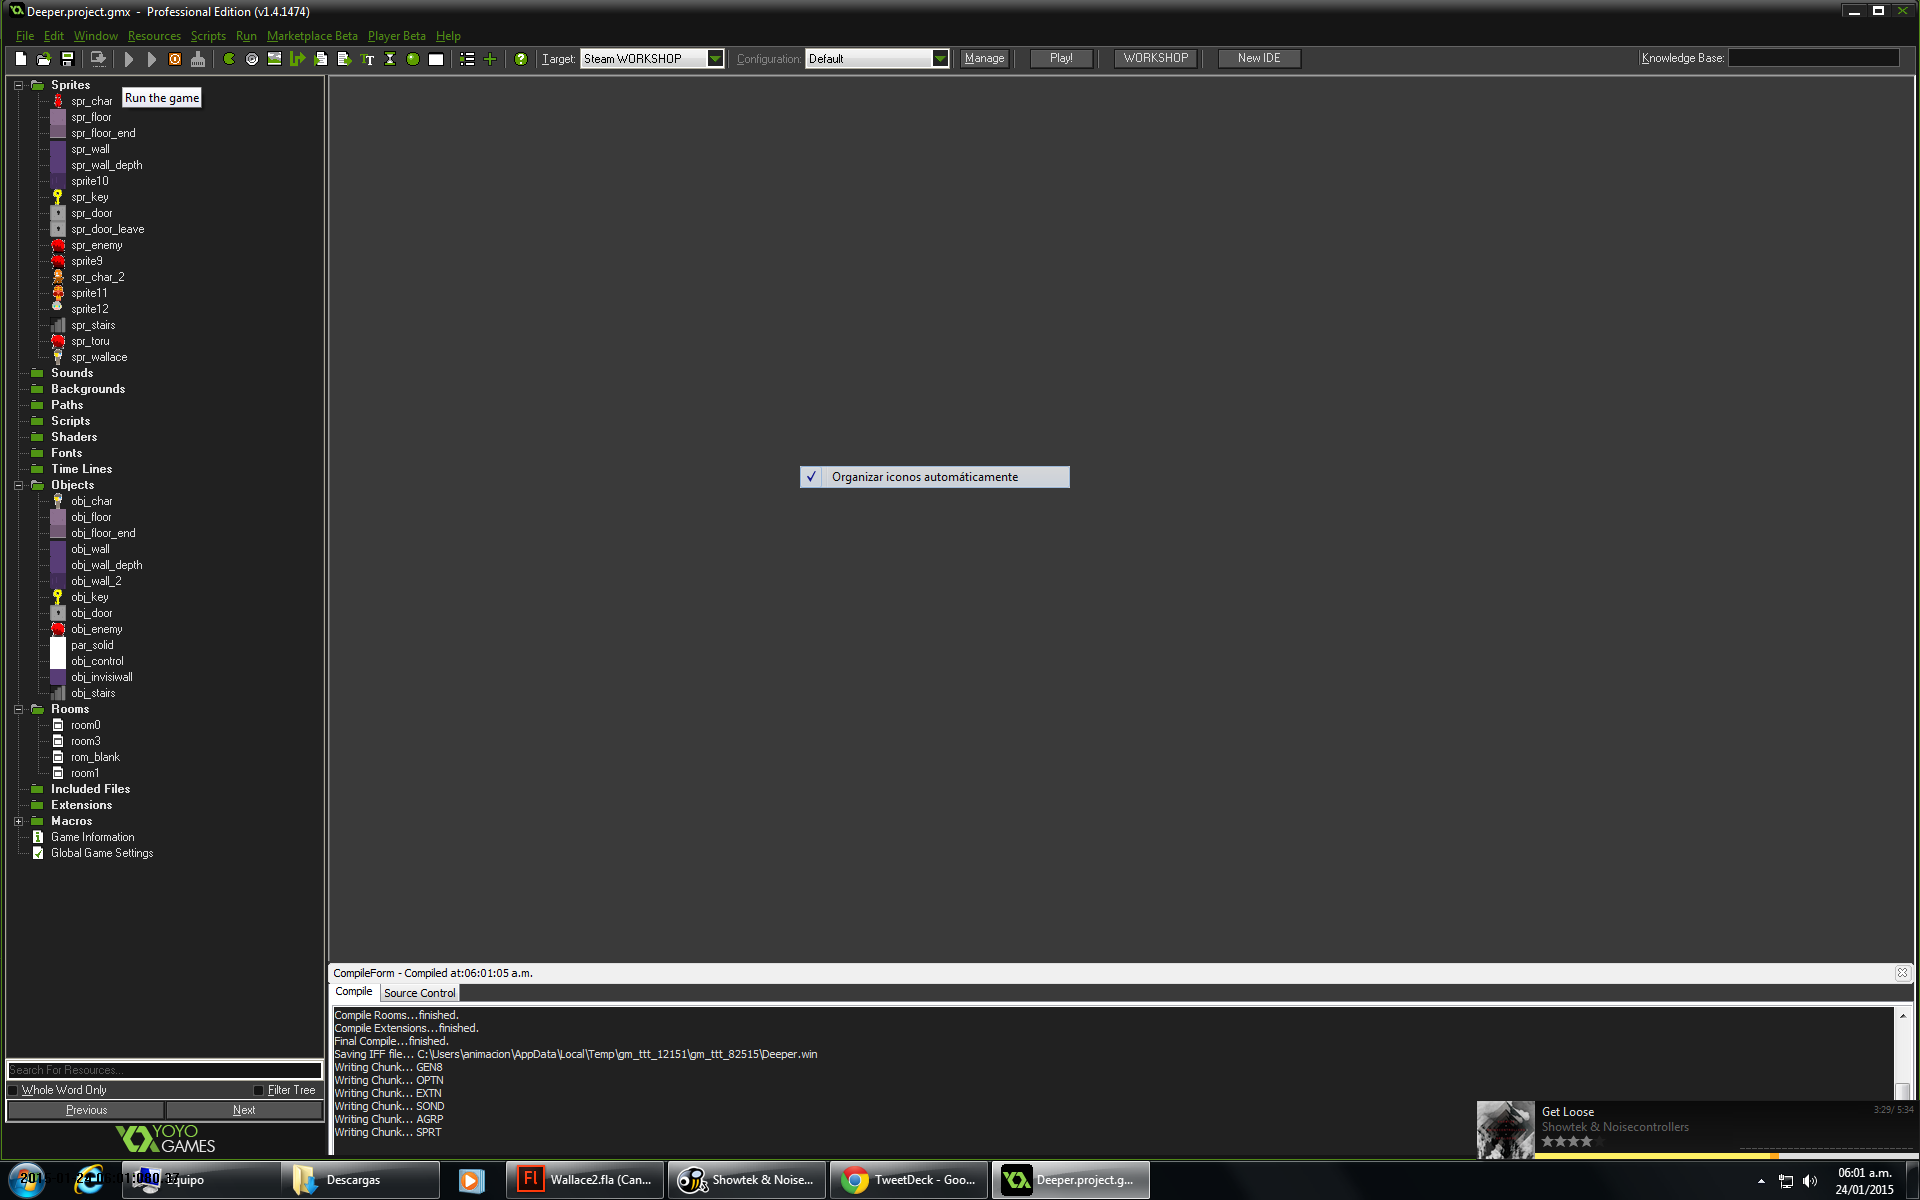 Deeper.project.gmx - Professional Edition (v1.4.1474)
File Edit Window Resources Scripts Run Marketplace Beta Player Beta Help
Target: Steam WORKSHOP Configuration: Default Manage Play! WORKSHOP New IDE Knowledge Base:
Sprites
Run the game
spr_char
spr_floor
spr_floor_end
spr_wall
spr_wall_depth
sprite10
spr_key
spr_door
spr_door_leave
spr_enemy
sprite9
spr_char_2
sprite11
sprite12
spr_stairs
spr_toru
spr_wallace
Sounds
Backgrounds
Paths
Scripts
Shaders
Fonts
Time Lines
Objects
obj_char
obj_floor
obj_floor_end
obj_wall
obj_wall_depth
obj_wall_2
obj_key
obj_door
obj_enemy
par_solid
obj_control
obj_invisiwall
obj_stairs
Rooms
room0
room3
rom_blank
room1
Included Files
Extensions
Macros
Game Information
Global Game Settings
Search For Resources...
Whole Word Only Filter Tree
Previous Next
YOYO
GAMES
Organizar iconos automáticamente
CompileForm - Compiled at:06:01:05 a.m.
Compile Source Control
Compile Rooms...finished.
Compile Extensions...finished.
Final Compile...finished.
Saving IFF file... C:\Users\animacion\AppData\Local\Temp\gm_ttt_12151\gm_ttt_82515\Deeper.win
Writing Chunk... GEN8
Writing Chunk... OPTN
Writing Chunk... EXTN
Writing Chunk... SOND
Writing Chunk... AGRP
Writing Chunk... SPRT
Get Loose 3:29/ 5:34
Showtek & Noisecontrollers
Equipo Descargas Wallace2.fla (Can... Showtek & Noise... TweetDeck - Goo... Deeper.project.g...
06:01 a.m.
24/01/2015